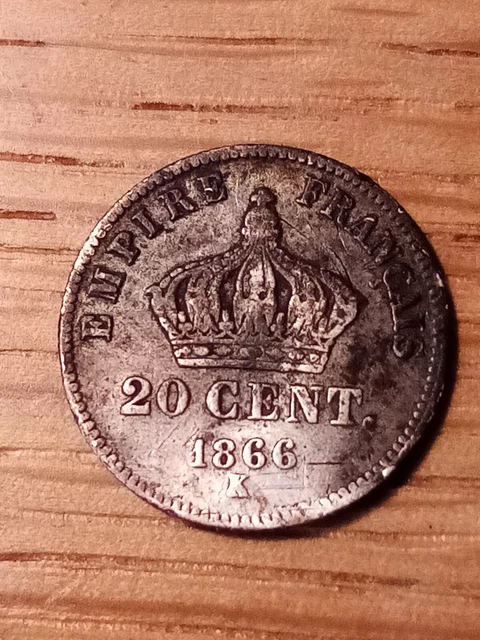 EMPIRE FRANÇAIS
20 CENT.
1866
K